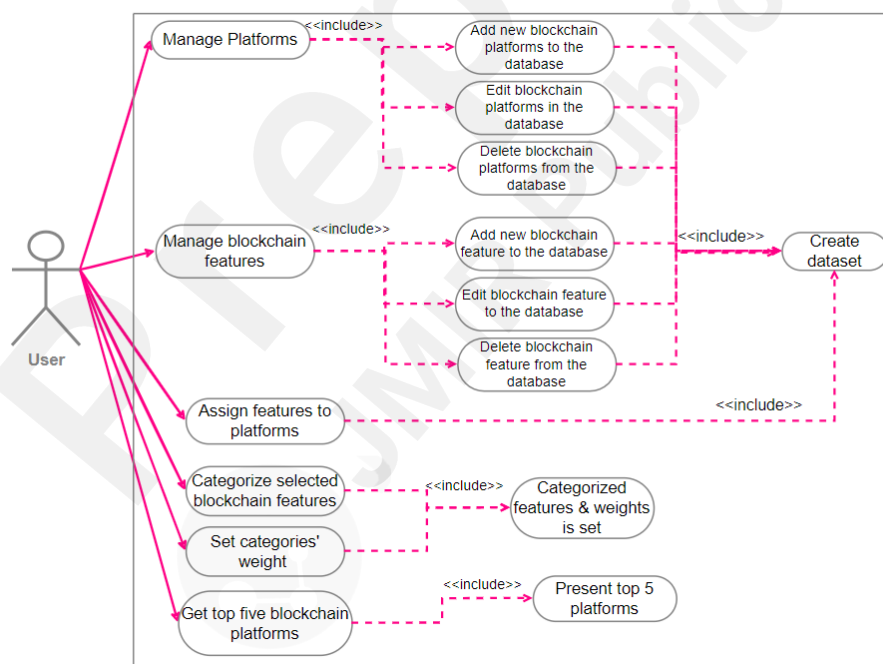 <<include>>
Manage Platforms
Add new blockchain
platforms to the
database
Edit blockchain
platforms in the
database
Delete blockchain
platforms from the
database
<<include>>
Manage blockchain
features
Add new blockchain
feature to the database
Edit blockchain feature
to the database
Delete blockchain
feature from the
database
<<include>>
Create
dataset
User
Assign features to
platforms
<<include>>
Categorize selected
blockchain features
<<include>>
Categorized
features & weights
is set
Set categories'
weight
Get top five blockchain
platforms
<<include>>
Present top 5
platforms
Prep
JMIR Public